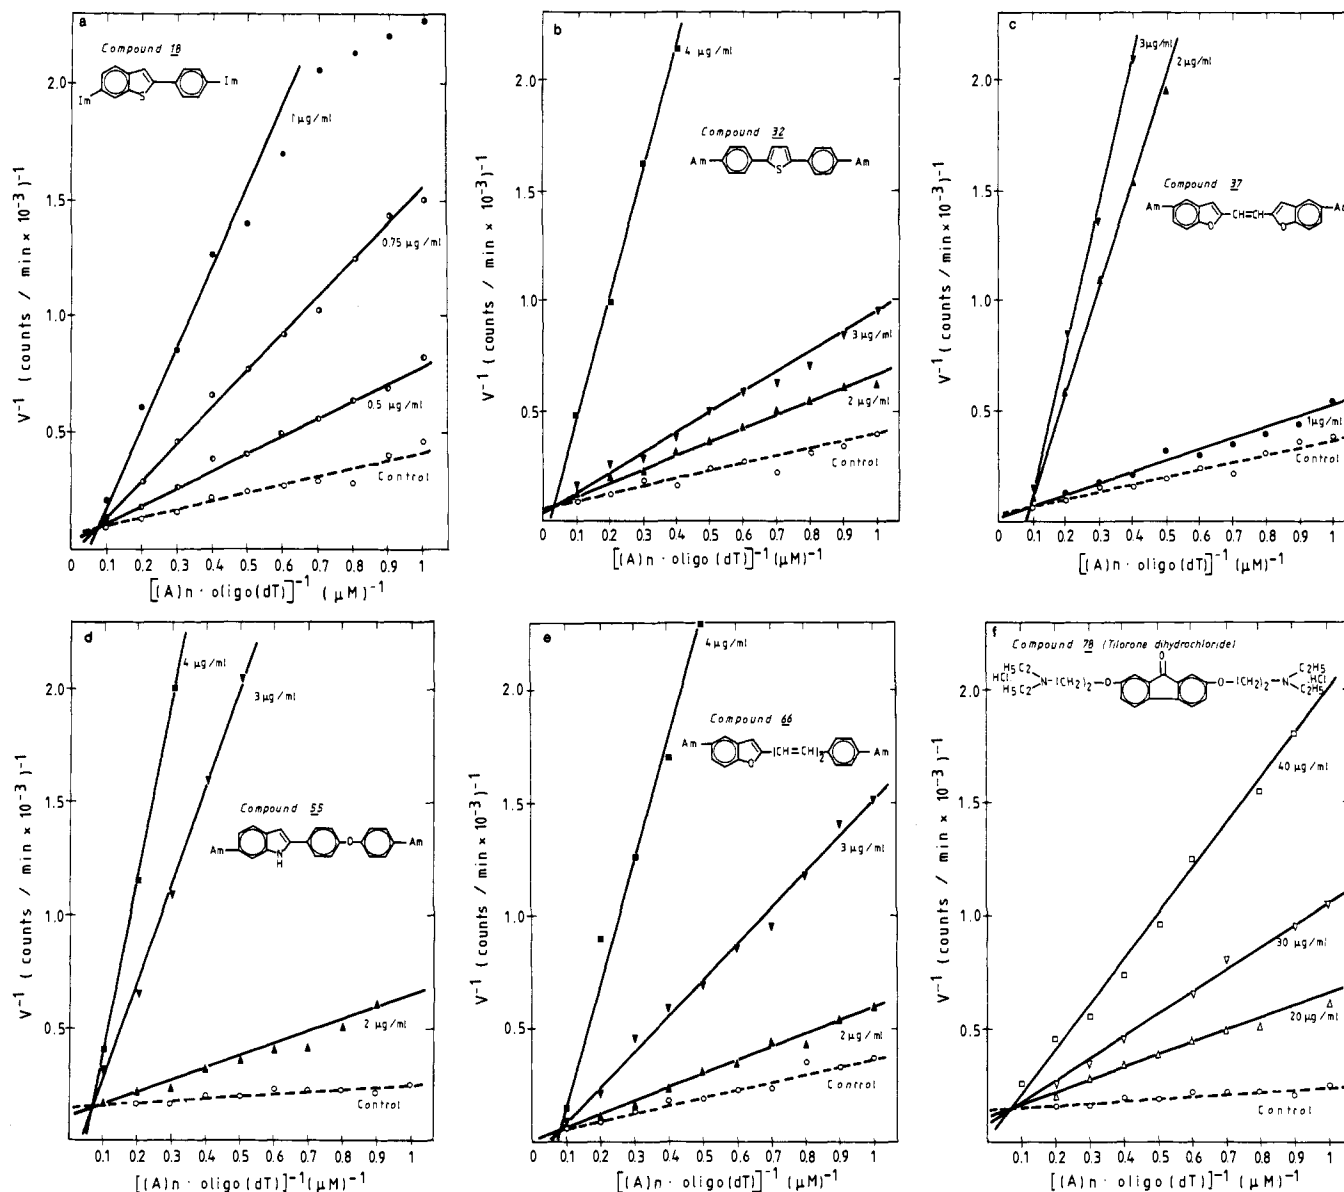 a
Compound 18
Im
S
Im
1 μg/ml
0.75 μg/ml
0.5 μg/ml
Control
2.0
1.5
1.0
0.5
0 0.1 0.2 0.3 0.4 0.5 0.6 0.7 0.8 0.9 1
V⁻¹ (counts / min × 10⁻³)⁻¹
[(A)n · oligo(dT)]⁻¹ (μM)⁻¹
b
4 μg/ml
Compound 32
Am
S
Am
3 μg/ml
2 μg/ml
Control
2.0
1.5
1.0
0.5
0 0.1 0.2 0.3 0.4 0.5 0.6 0.7 0.8 0.9 1
V⁻¹ (counts / min × 10⁻³)⁻¹
[(A)n · oligo(dT)]⁻¹ (μM)⁻¹
c
3μg/ml
2 μg/ml
Compound 37
Am
O
CH=CH
O
1μg/ml
Control
2.0
1.5
1.0
0.5
0 0.1 0.2 0.3 0.4 0.5 0.6 0.7 0.8 0.9 1
V⁻¹ (counts / min × 10⁻³)⁻¹
[(A)n · oligo(dT)]⁻¹ (μM)⁻¹
d
4 μg/ml
3 μg/ml
Compound 55
Am
N
H
O
Am
2 μg/ml
Control
2.0
1.5
1.0
0.5
0.1 0.2 0.3 0.4 0.5 0.6 0.7 0.8 0.9 1
V⁻¹ (counts / min × 10⁻³)⁻¹
[(A)n · oligo(dT)]⁻¹(μM)⁻¹
e
4 μg/ml
Compound 66
Am
O
(CH=CH)2
Am
3 μg/ml
2 μg/ml
Control
2.0
1.5
1.0
0.5
0 0.1 0.2 0.3 0.4 0.5 0.6 0.7 0.8 0.9 1
V⁻¹ (counts / min × 10⁻³)⁻¹
[(A)n · oligo(dT)]⁻¹(μM)⁻¹
f
Compound 78 (Tilorone dihydrochloride)
O
H5C2
HCl.
H5C2
N-(CH2)2-O
O-(CH2)2-N
C2H5
.HCl
C2H5
40 μg/ml
30 μg/ml
20μg/ml
Control
2.0
1.5
1.0
0.5
0.1 0.2 0.3 0.4 0.5 0.6 0.7 0.8 0.9 1
V⁻¹ (counts / min × 10⁻³)⁻¹
[(A)n · oligo(dT)]⁻¹ (μM)⁻¹